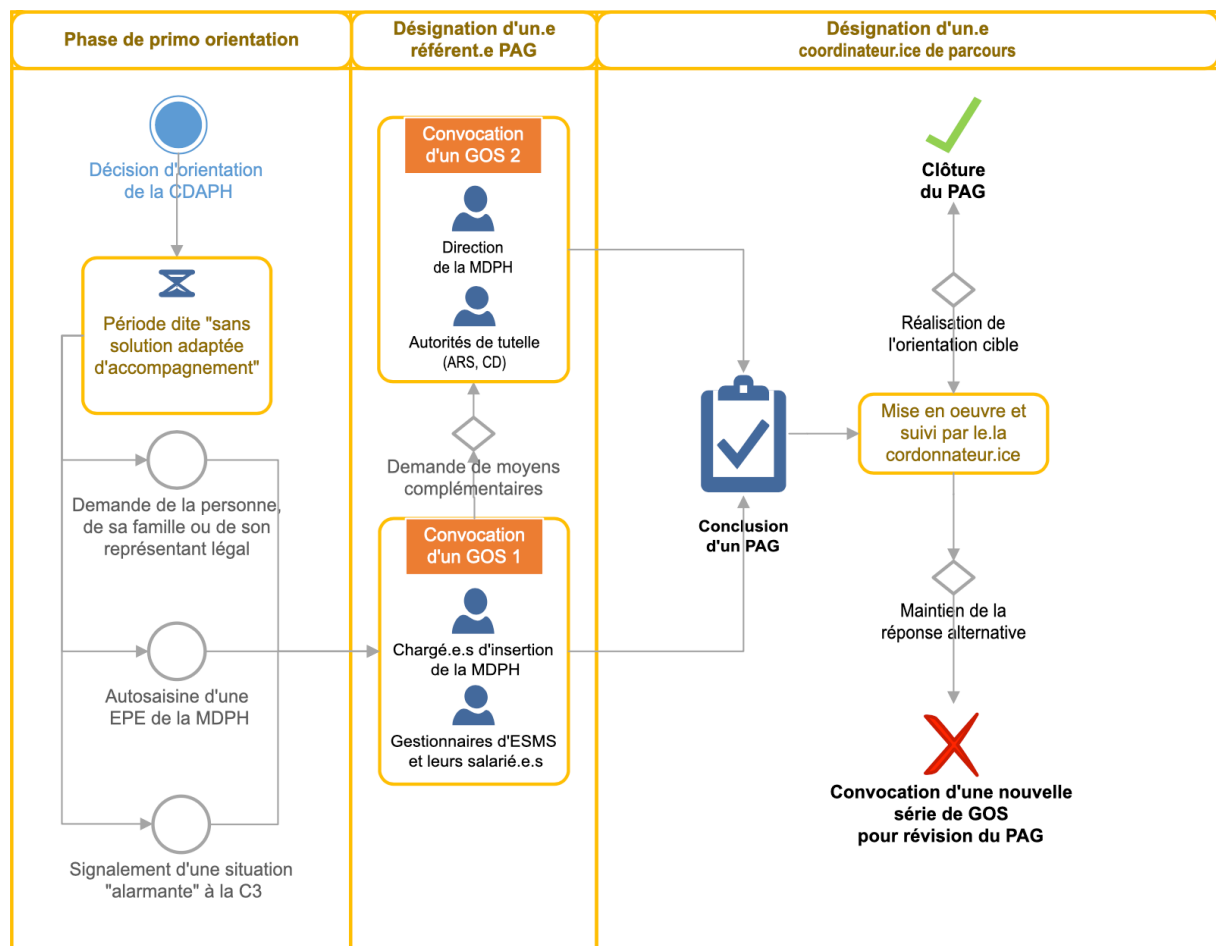 Phase de primo orientation
Désignation d'un.e
référent.e PAG
Désignation d'un.e
coordinateur.ice de parcours
Décision d'orientation
de la CDAPH
Période dite "sans
solution adaptée
d'accompagnement"
Demande de la personne,
de sa famille ou de son
représentant légal
Autosaisine d'une
EPE de la MDPH
Signalement d'une situation
"alarmante" à la C3
Convocation
d'un GOS 2
Direction
de la MDPH
Autorités de tutelle
(ARS, CD)
Demande de moyens
complémentaires
Convocation
d'un GOS 1
Chargé.e.s d'insertion
de la MDPH
Gestionnaires d'ESMS
et leurs salarié.e.s
Conclusion
d'un PAG
Clôture
du PAG
Réalisation de
l'orientation cible
Mise en oeuvre et
suivi par le.la
cordonnateur.ice
Maintien de la
réponse alternative
Convocation d'une nouvelle
série de GOS
pour révision du PAG